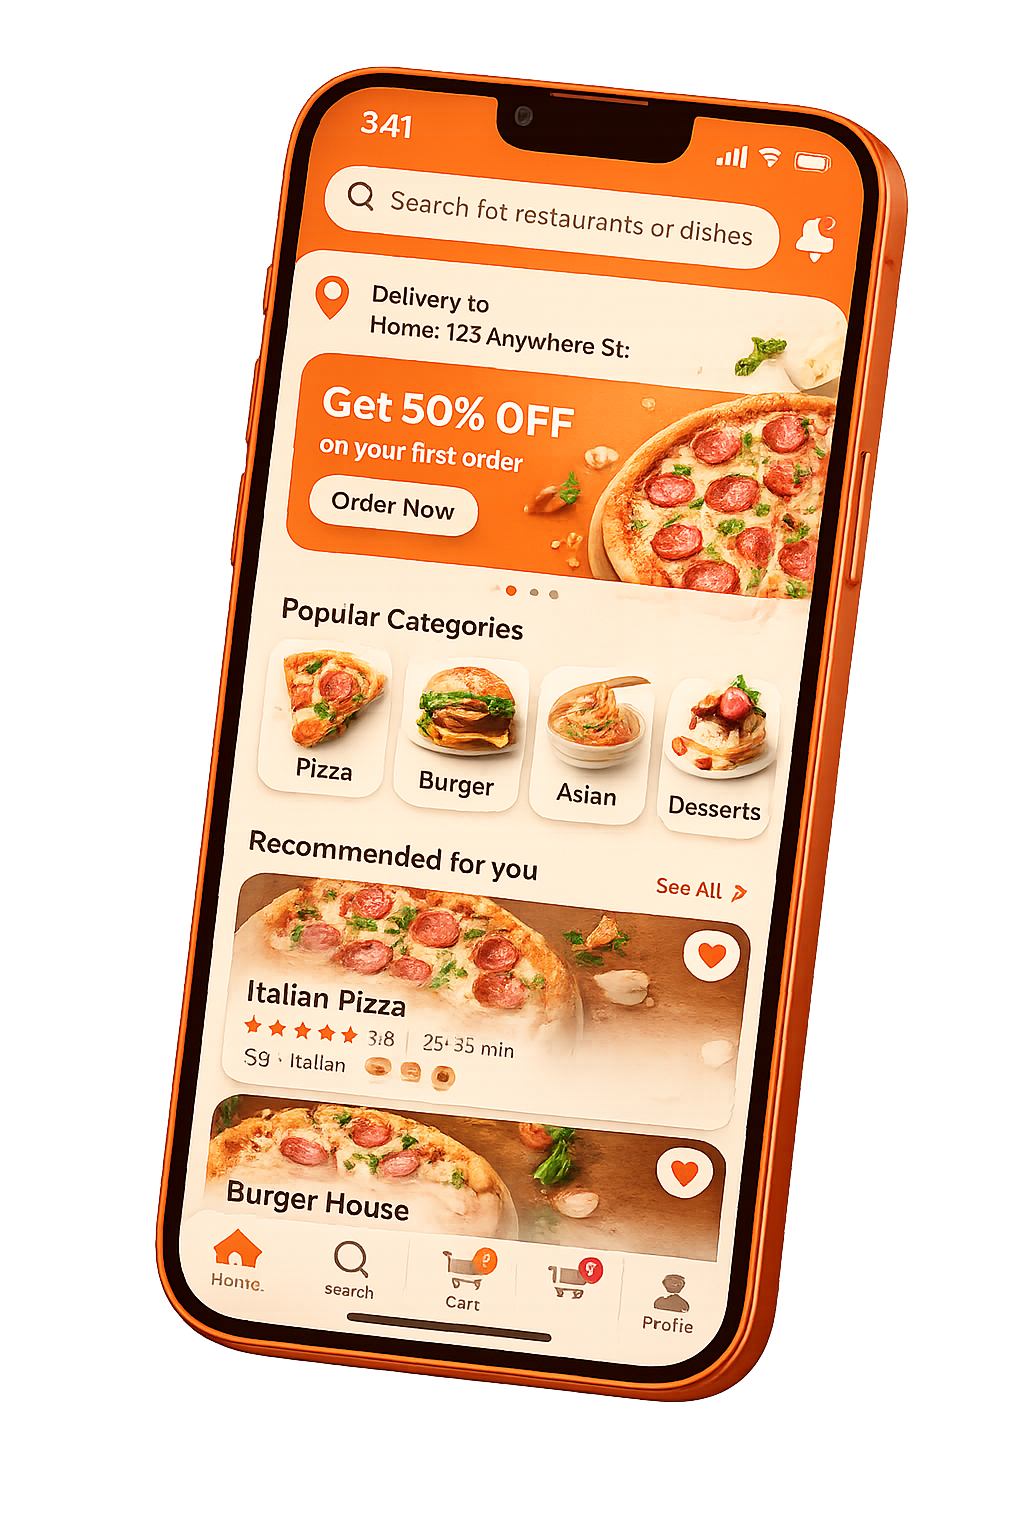 341
Search fot restaurants or dishes
Delivery to
Home: 123 Anywhere St:
Get 50% OFF
on your first order
Order Now
Popular Categories
Pizza
Burger
Asian
Desserts
Recommended for you
See All
Italian Pizza
3:8 | 25-35 min
S9 · Italian
Burger House
Home.
search
Cart
Profie